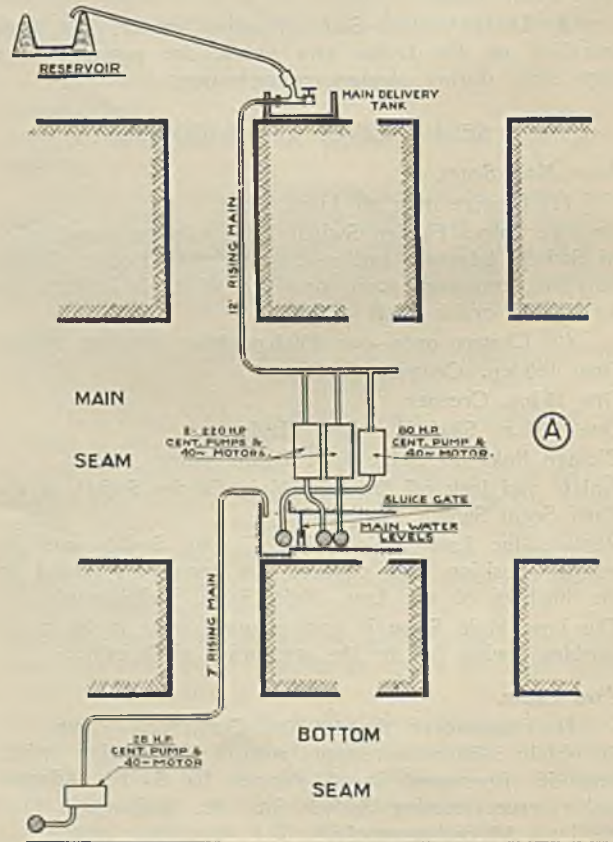 RESERVOIR
MAIN DELIVERY
TANK
12" RISING MAIN
MAIN
SEAM
2- 220 H.P.
CENT. PUMPS &
40~ MOTORS
80 H.P.
CENT. PUMP &
40~ MOTOR.
A
SLUICE GATE
MAIN WATER
LEVELS
7" RISING MAIN
BOTTOM
SEAM
25 H.P.
CENT. PUMP &
40~ MOTOR